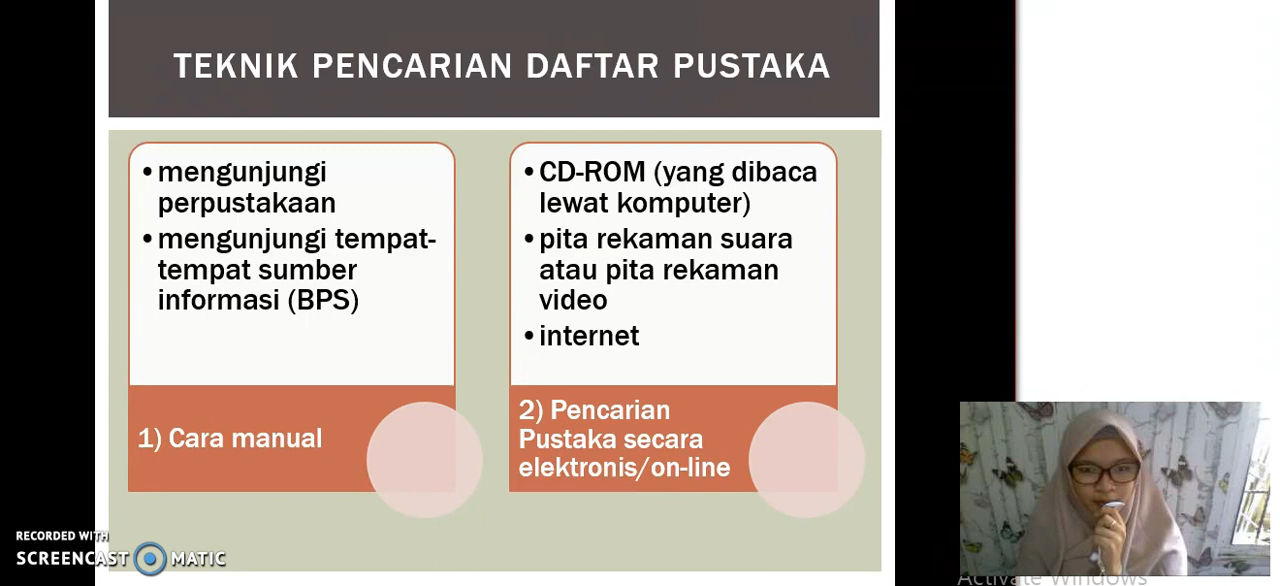 TEKNIK PENCARIAN DAFTAR PUSTAKA
•mengunjungi
perpustakaan
•mengunjungi tempat-
tempat sumber
informasi (BPS)
1) Cara manual
•CD-ROM (yang dibaca
lewat komputer)
•pita rekaman suara
atau pita rekaman
video
•internet
2) Pencarian
Pustaka secara
elektronis/on-line
RECORDED WITH
SCREENCAST MATIC
Activate Windows